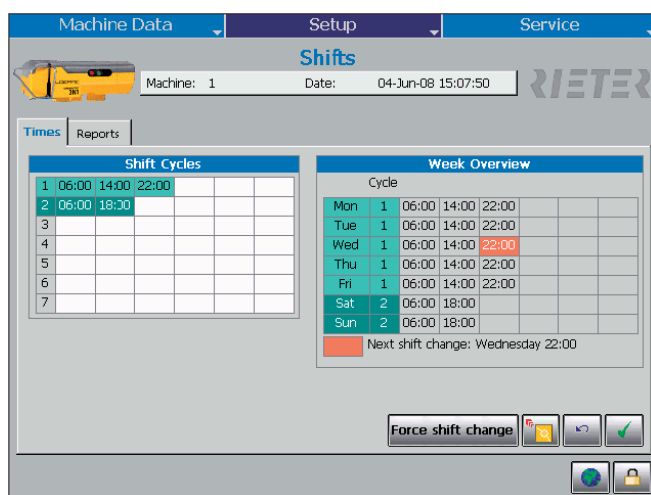 Machine Data Setup Service
Shifts
Machine: 1 Date: 04-Jun-08 15:07:50
RIETER
Times Reports
Shift Cycles Week Overview
Cycle
1 06:00 14:00 22:00
2 06:00 18:00
3
4
5
6
7
Mon 1 06:00 14:00 22:00
Tue 1 06:00 14:00 22:00
Wed 1 06:00 14:00 22:00
Thu 1 06:00 14:00 22:00
Fri 1 06:00 14:00 22:00
Sat 2 06:00 18:00
Sun 2 06:00 18:00
Next shift change: Wednesday 22:00
Force shift change